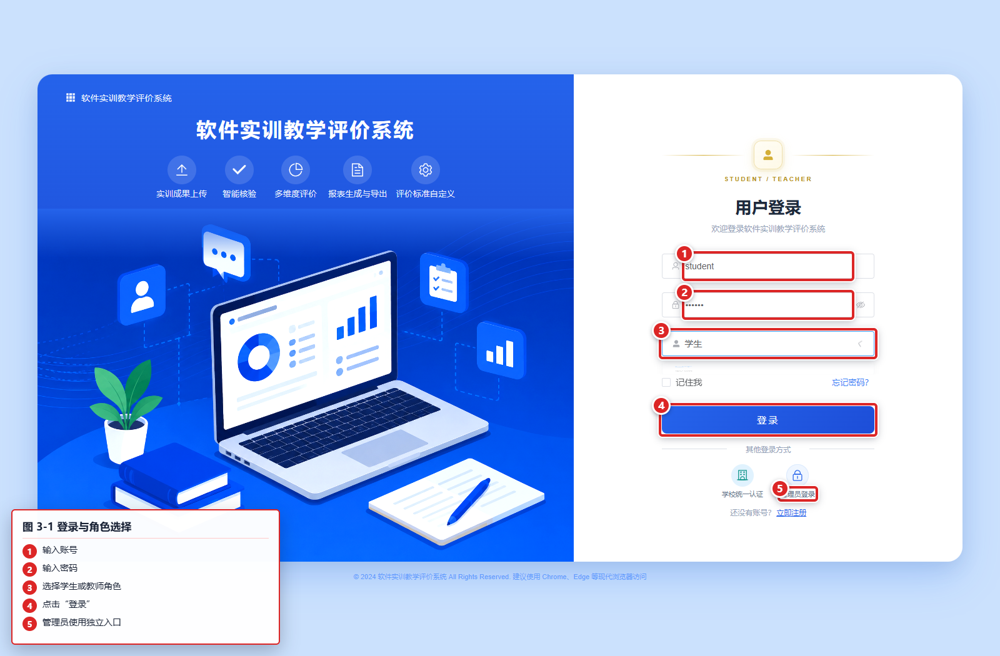 软件实训教学评价系统
软件实训教学评价系统
实训成果上传
智能核验
多维度评价
报表生成与导出
评价标准自定义
STUDENT / TEACHER
用户登录
欢迎登录软件实训教学评价系统
1
student
2
••••••
3
学生
记住我
忘记密码?
4
登录
其他登录方式
学校统一认证
5
理员登录
还没有账号? 立即注册
图 3-1 登录与角色选择
1 输入账号
2 输入密码
3 选择学生或教师角色
4 点击“登录”
5 管理员使用独立入口
© 2024 软件实训教学评价系统 All Rights Reserved. 建议使用 Chrome、Edge 等现代浏览器访问